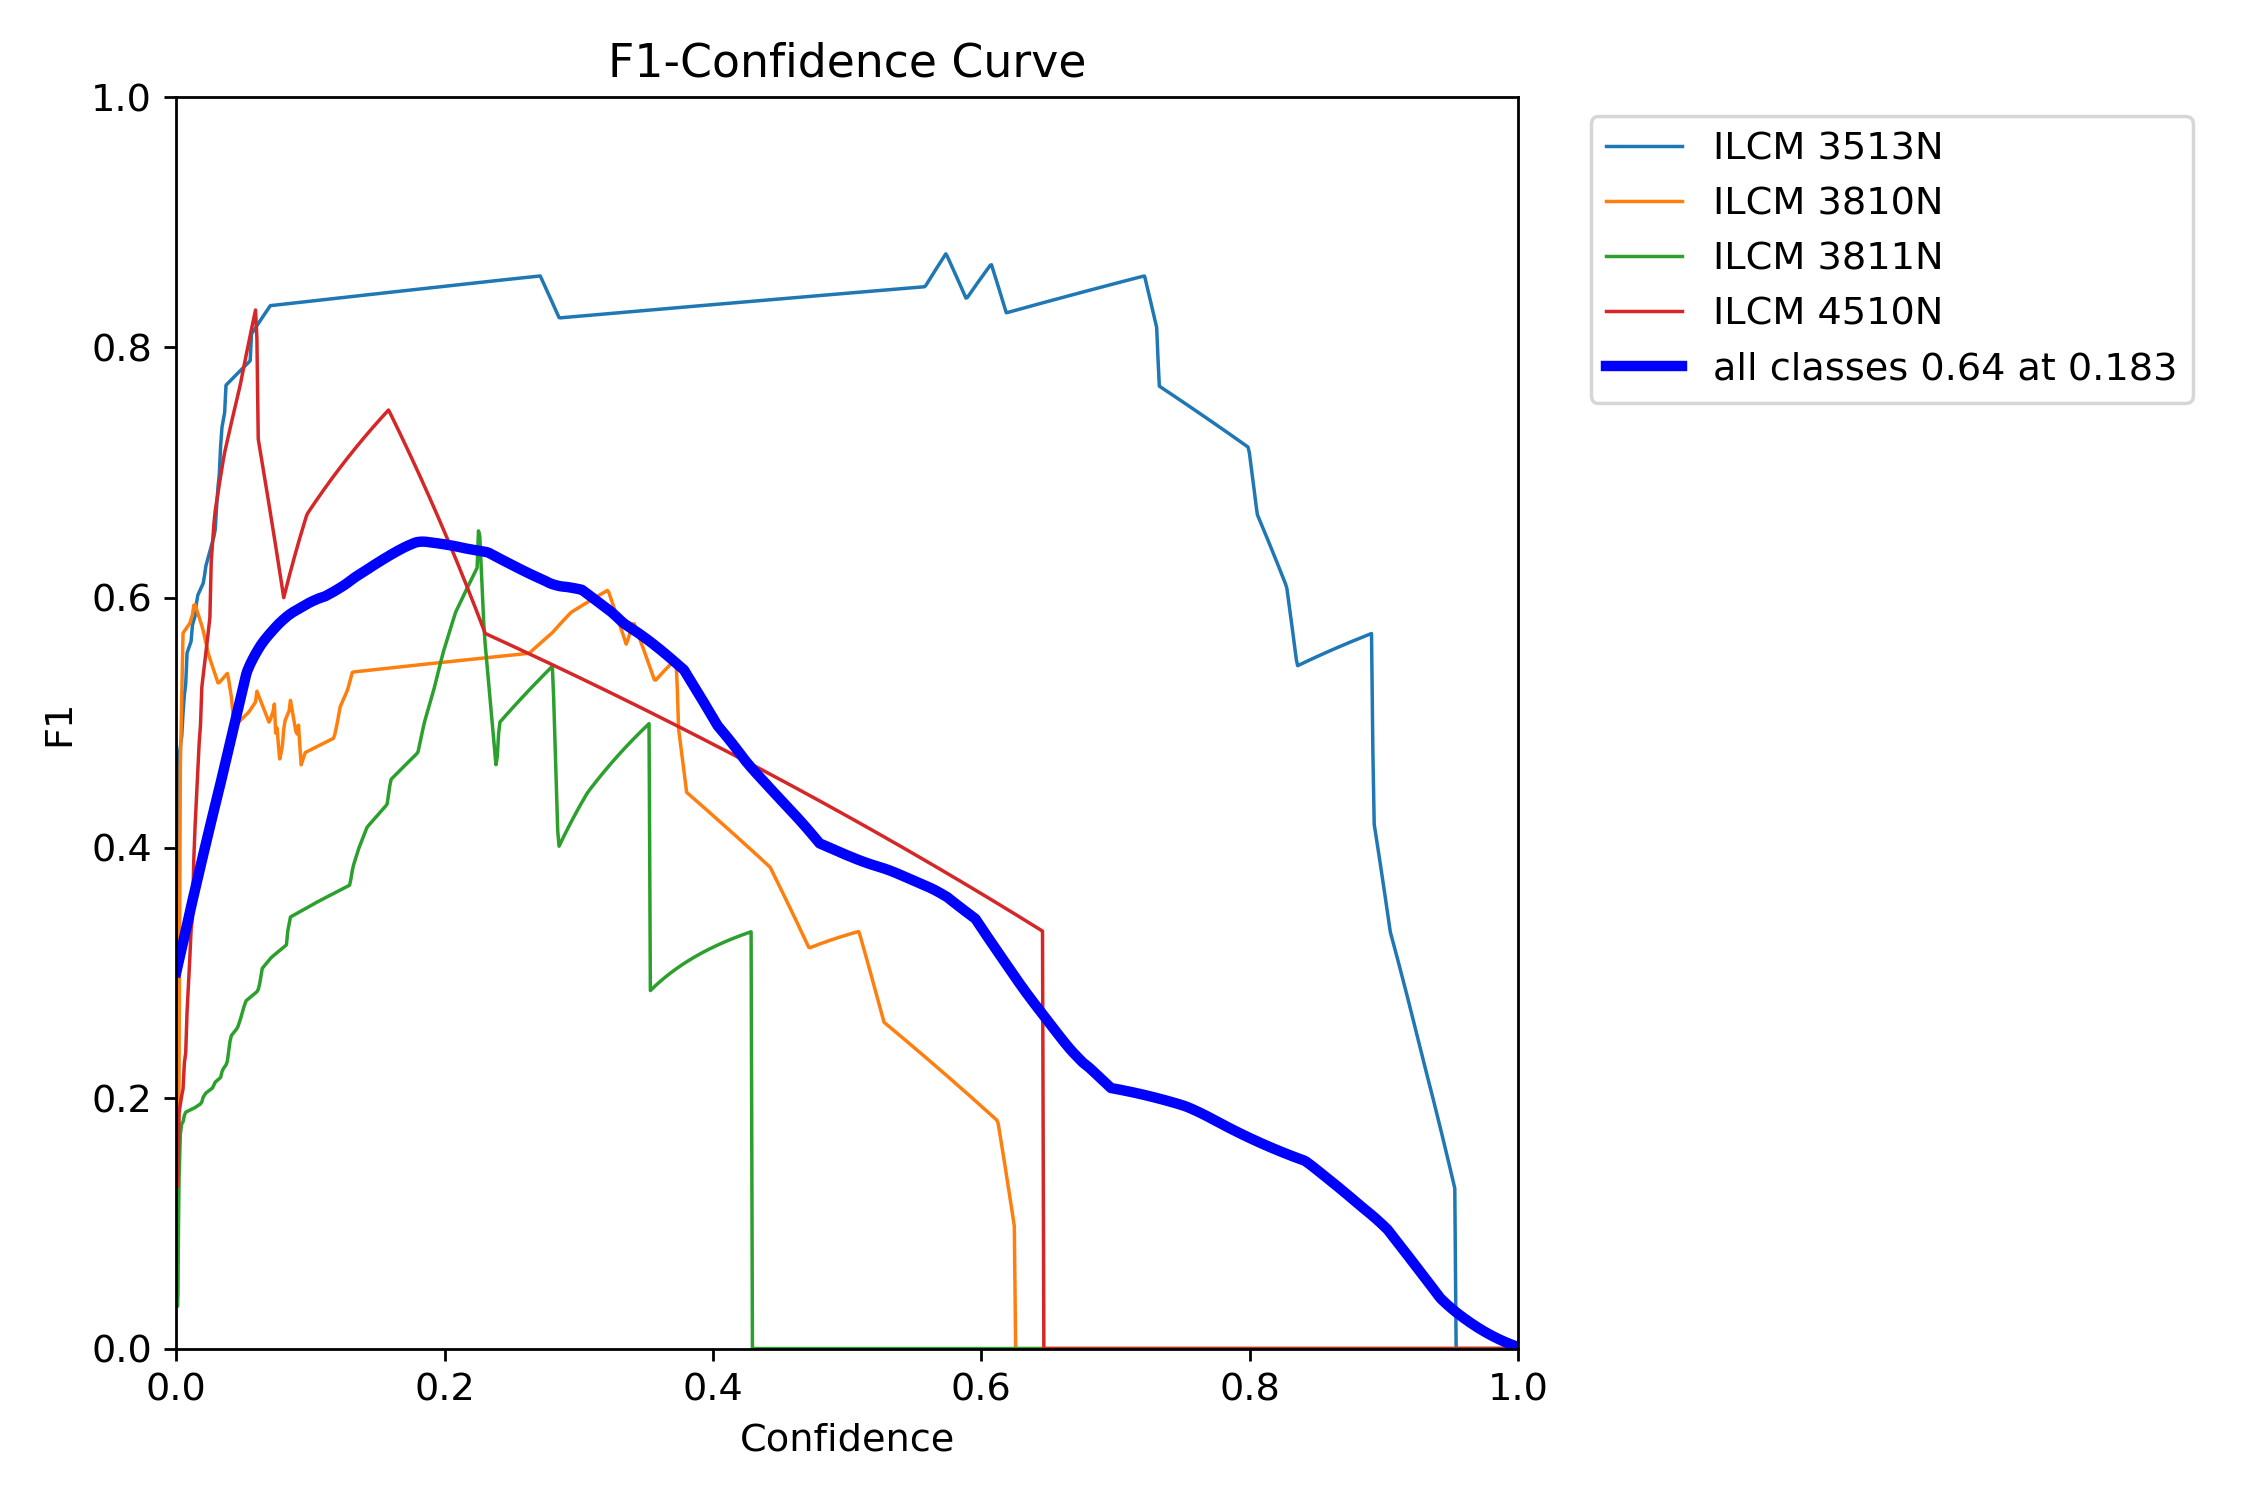 F1-Confidence Curve
1.0
0.8
0.6
0.4
0.2
0.0
F1
0.0 0.2 0.4 0.6 0.8 1.0
Confidence
ILCM 3513N
ILCM 3810N
ILCM 3811N
ILCM 4510N
all classes 0.64 at 0.183